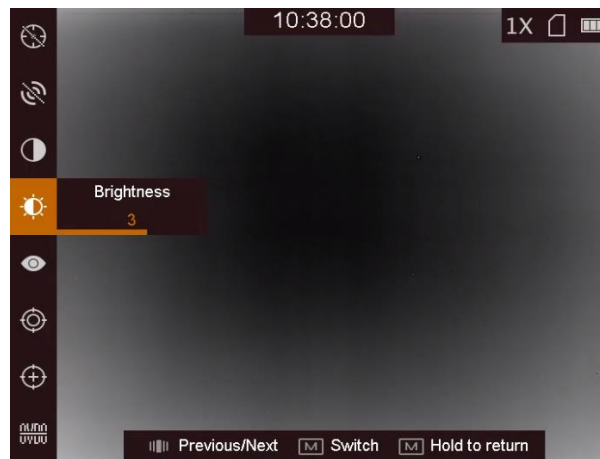 10:38:00
1X
Brightness
3
Previous/Next
M Switch
M Hold to return